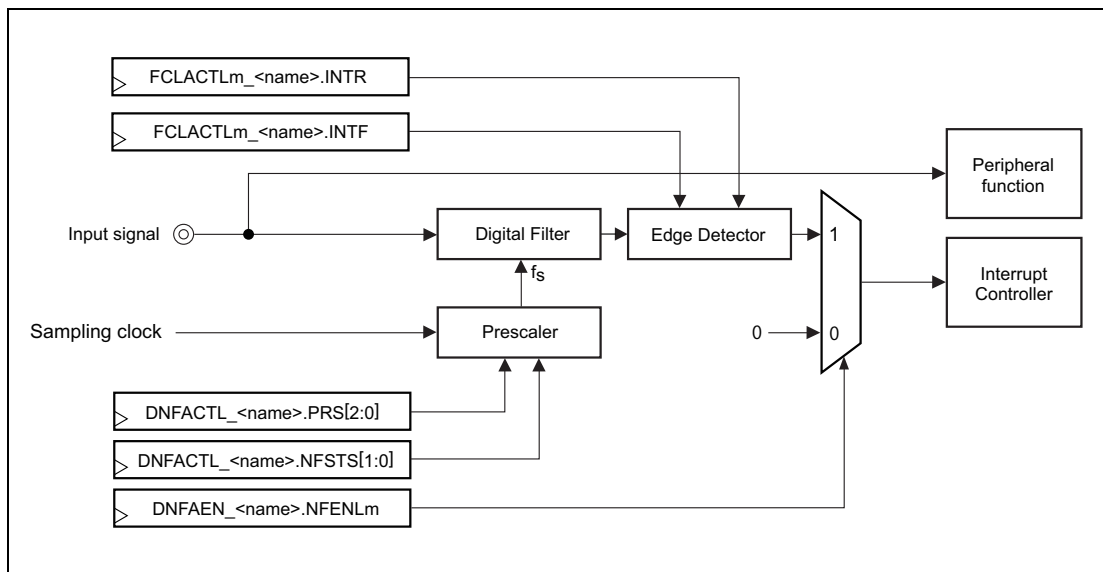 FCLACTLm_<name>.INTR
FCLACTLm_<name>.INTF
Peripheral
function
Input signal
Digital Filter
Edge Detector
1
fs
Interrupt
Controller
Sampling clock
Prescaler
0
0
DNFACTL_<name>.PRS[2:0]
DNFACTL_<name>.NFSTS[1:0]
DNFAEN_<name>.NFENLm